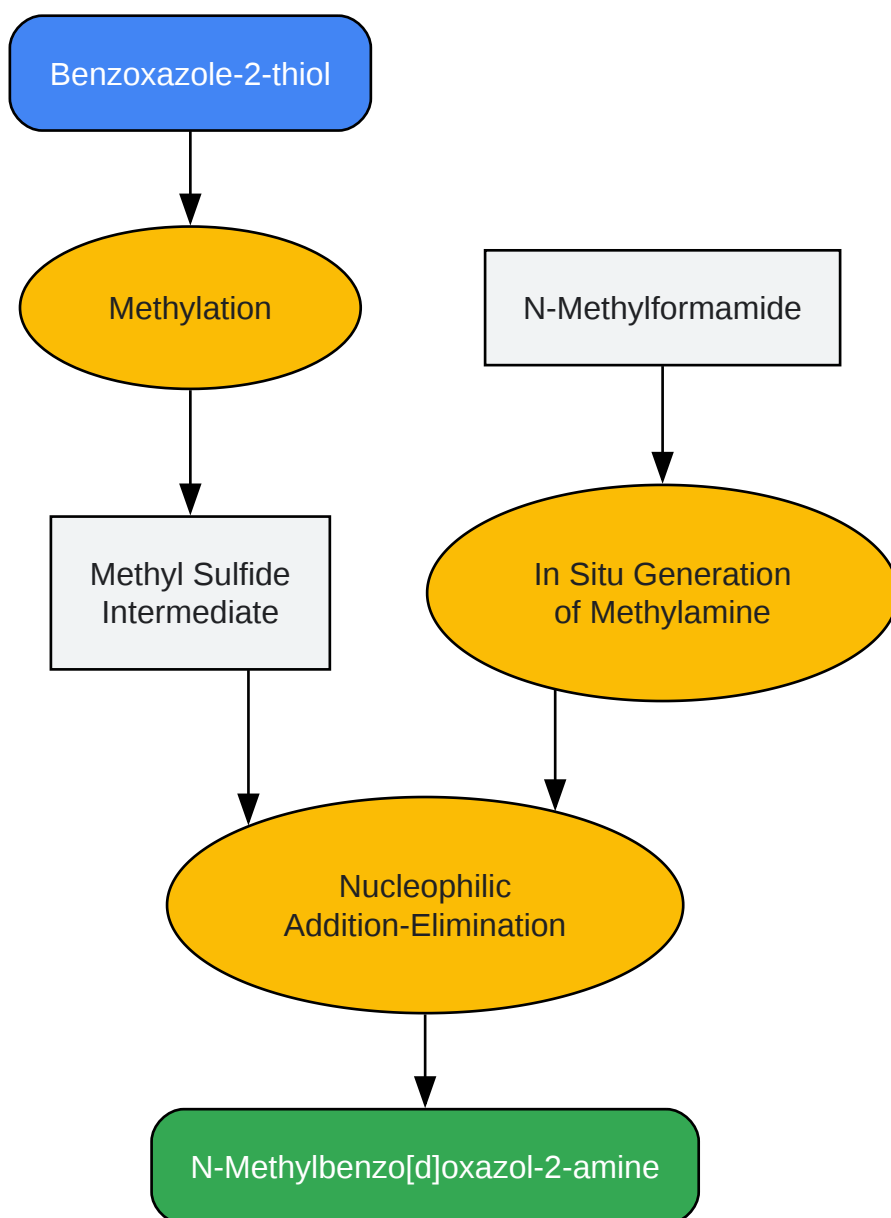 Benzoxazole-2-thiol
Methylation
N-Methylformamide
Methyl Sulfide
Intermediate
In Situ Generation
of Methylamine
Nucleophilic
Addition-Elimination
N-Methylbenzo[d]oxazol-2-amine